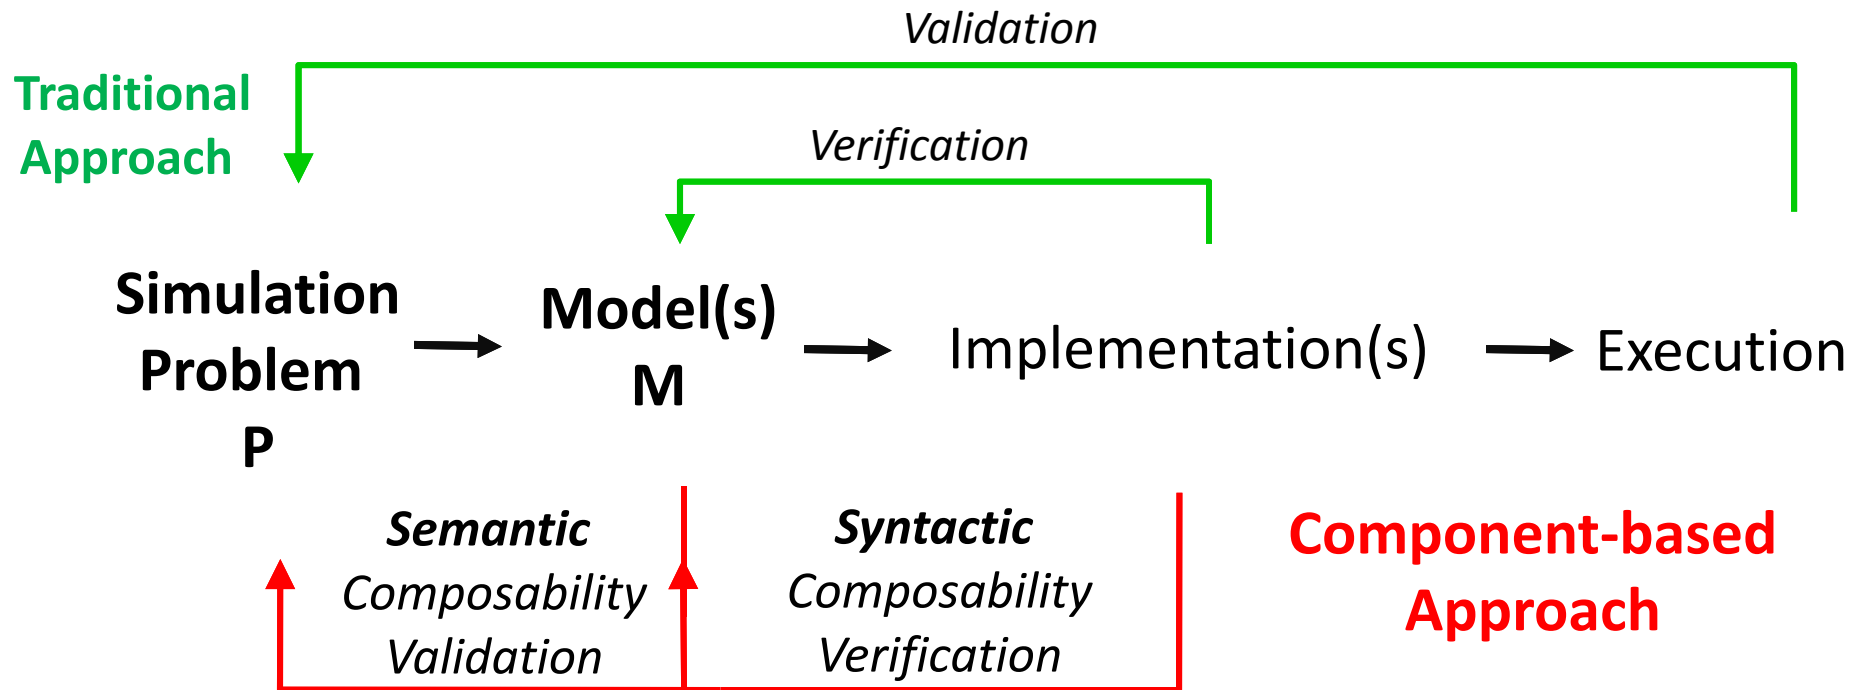 Validation
Traditional
Approach
Verification
Simulation
Problem
P
Model(s)
M
Implementation(s)
Execution
Semantic
Composability
Validation
Syntactic
Composability
Verification
Component-based
Approach